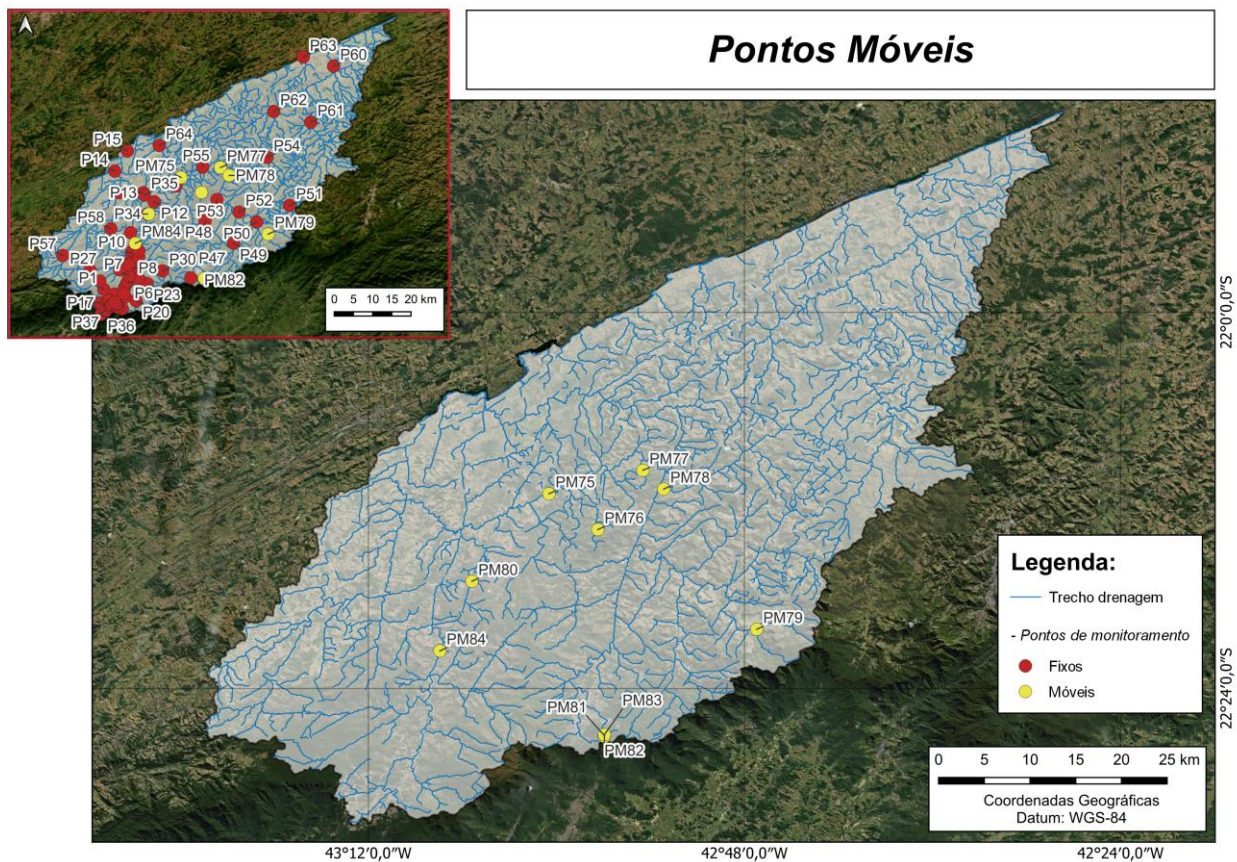 Pontos Móveis
P63
P60
P62
P61
P15
P64
P54
P14
PM75
P55
PM77
PM78
P13
P35
P51
P52
P58
P34
P12
P53
PM79
P48
P57
P10
PM84
P50
P49
P27
P7
P8
P30
P47
P1
PM82
P17
P6
P23
P20
P37
P36
0 5 10 15 20 km
PM77
PM75
PM78
PM76
PM80
PM79
PM84
PM81
PM83
PM82
Legenda:
Trecho drenagem
- Pontos de monitoramento
Fixos
Móveis
0 5 10 15 20 25 km
Coordenadas Geográficas
Datum: WGS-84
22°0'0,0"S
22°24'0,0"S
43°12'0,0"W
42°48'0,0"W
42°24'0,0"W